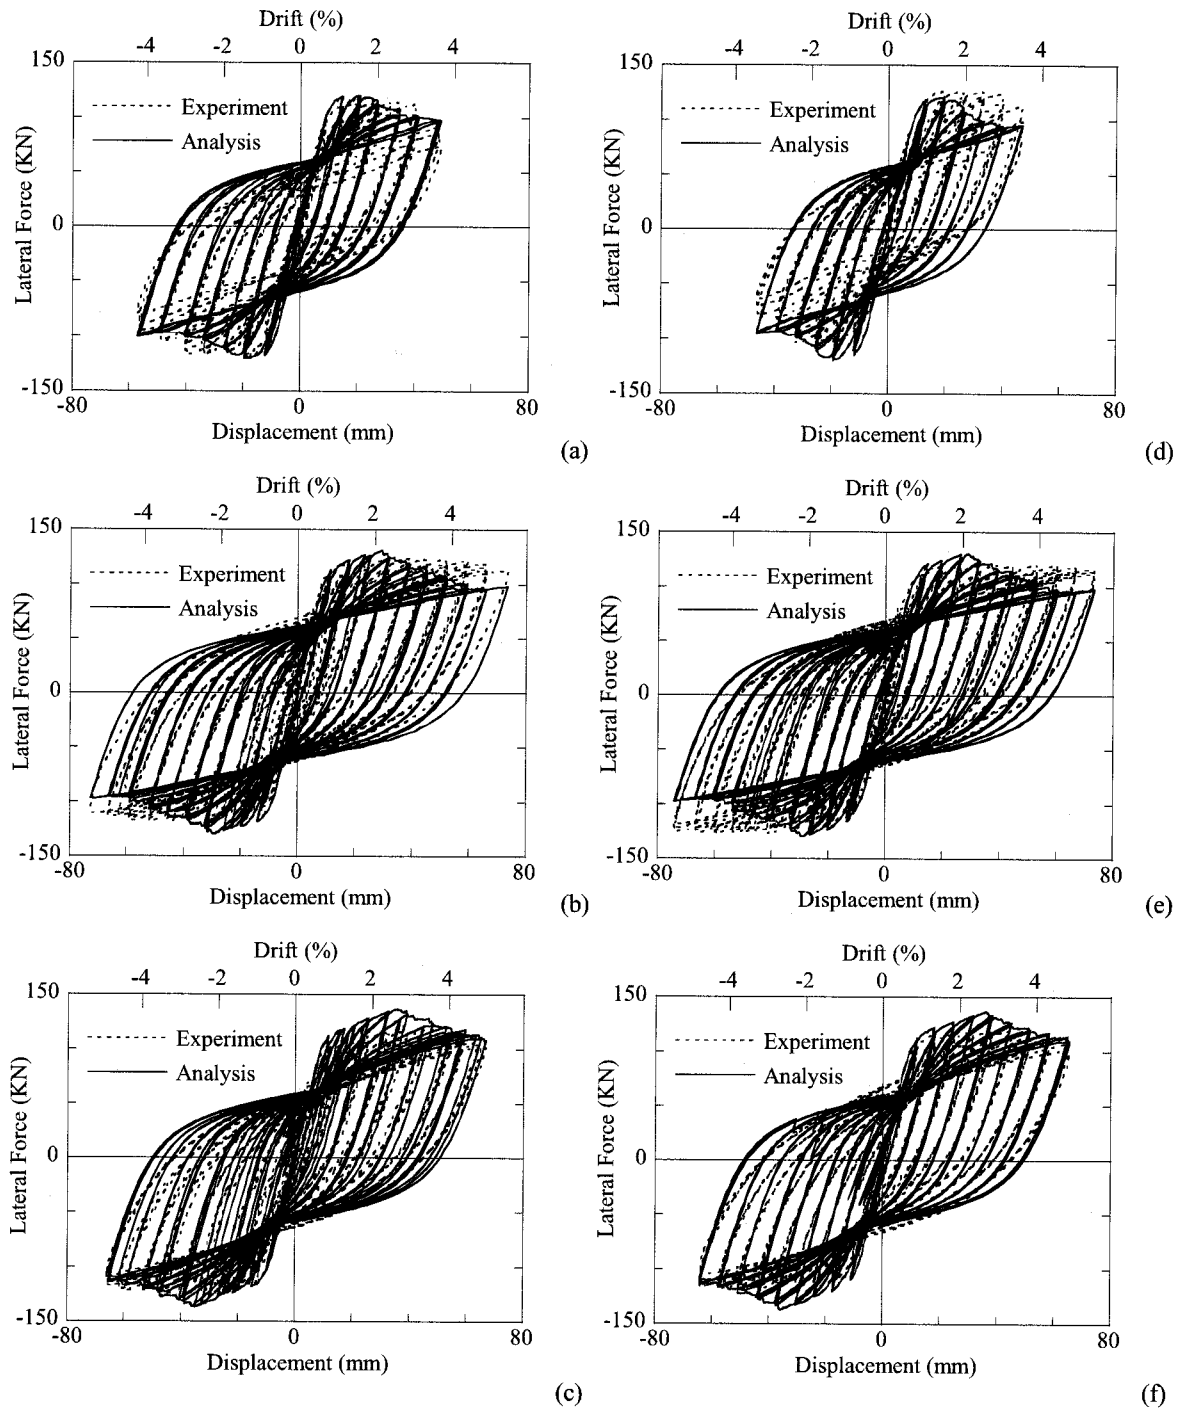 Drift (%)
-4 -2 0 2 4
150
Experiment
Analysis
Lateral Force (KN)
0
-150
-80 0 80
Displacement (mm)
(a)
Drift (%)
-4 -2 0 2 4
150
Experiment
Analysis
Lateral Force (KN)
0
-150
-80 0 80
Displacement (mm)
(d)
Drift (%)
-4 -2 0 2 4
150
Experiment
Analysis
Lateral Force (KN)
0
-150
-80 0 80
Displacement (mm)
(b)
Drift (%)
-4 -2 0 2 4
150
Experiment
Analysis
Lateral Force (KN)
0
-150
-80 0 80
Displacement (mm)
(e)
Drift (%)
-4 -2 0 2 4
150
Experiment
Analysis
Lateral Force (KN)
0
-150
-80 0 80
Displacement (mm)
(c)
Drift (%)
-4 -2 0 2 4
150
Experiment
Analysis
Lateral Force (KN)
0
-150
-80 0 80
Displacement (mm)
(f)